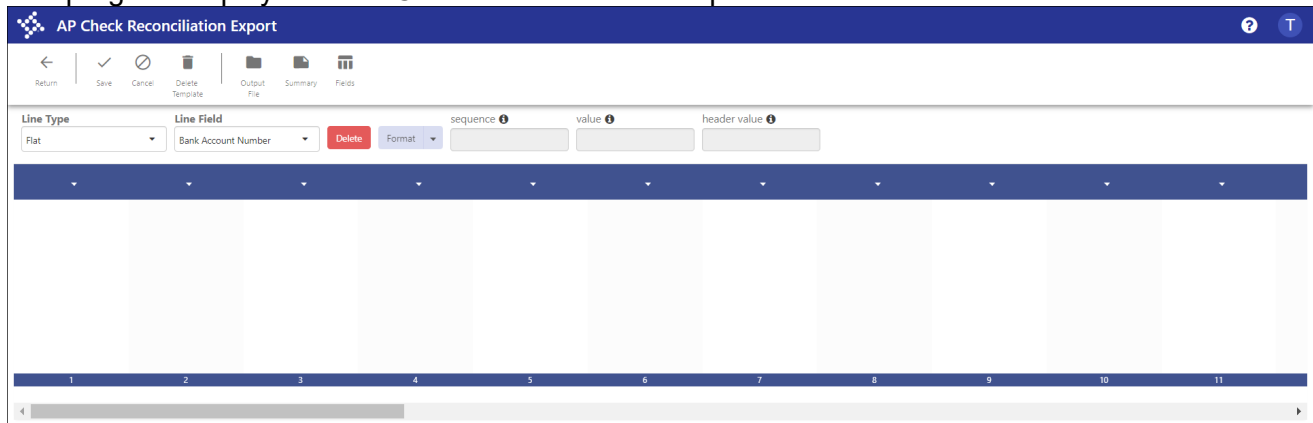 AP Check Reconciliation Export
? T
Return Save Cancel Delete Template Output File Summary Fields
Line Type Line Field sequence value header value
Flat Bank Account Number Delete Format
1 2 3 4 5 6 7 8 9 10 11